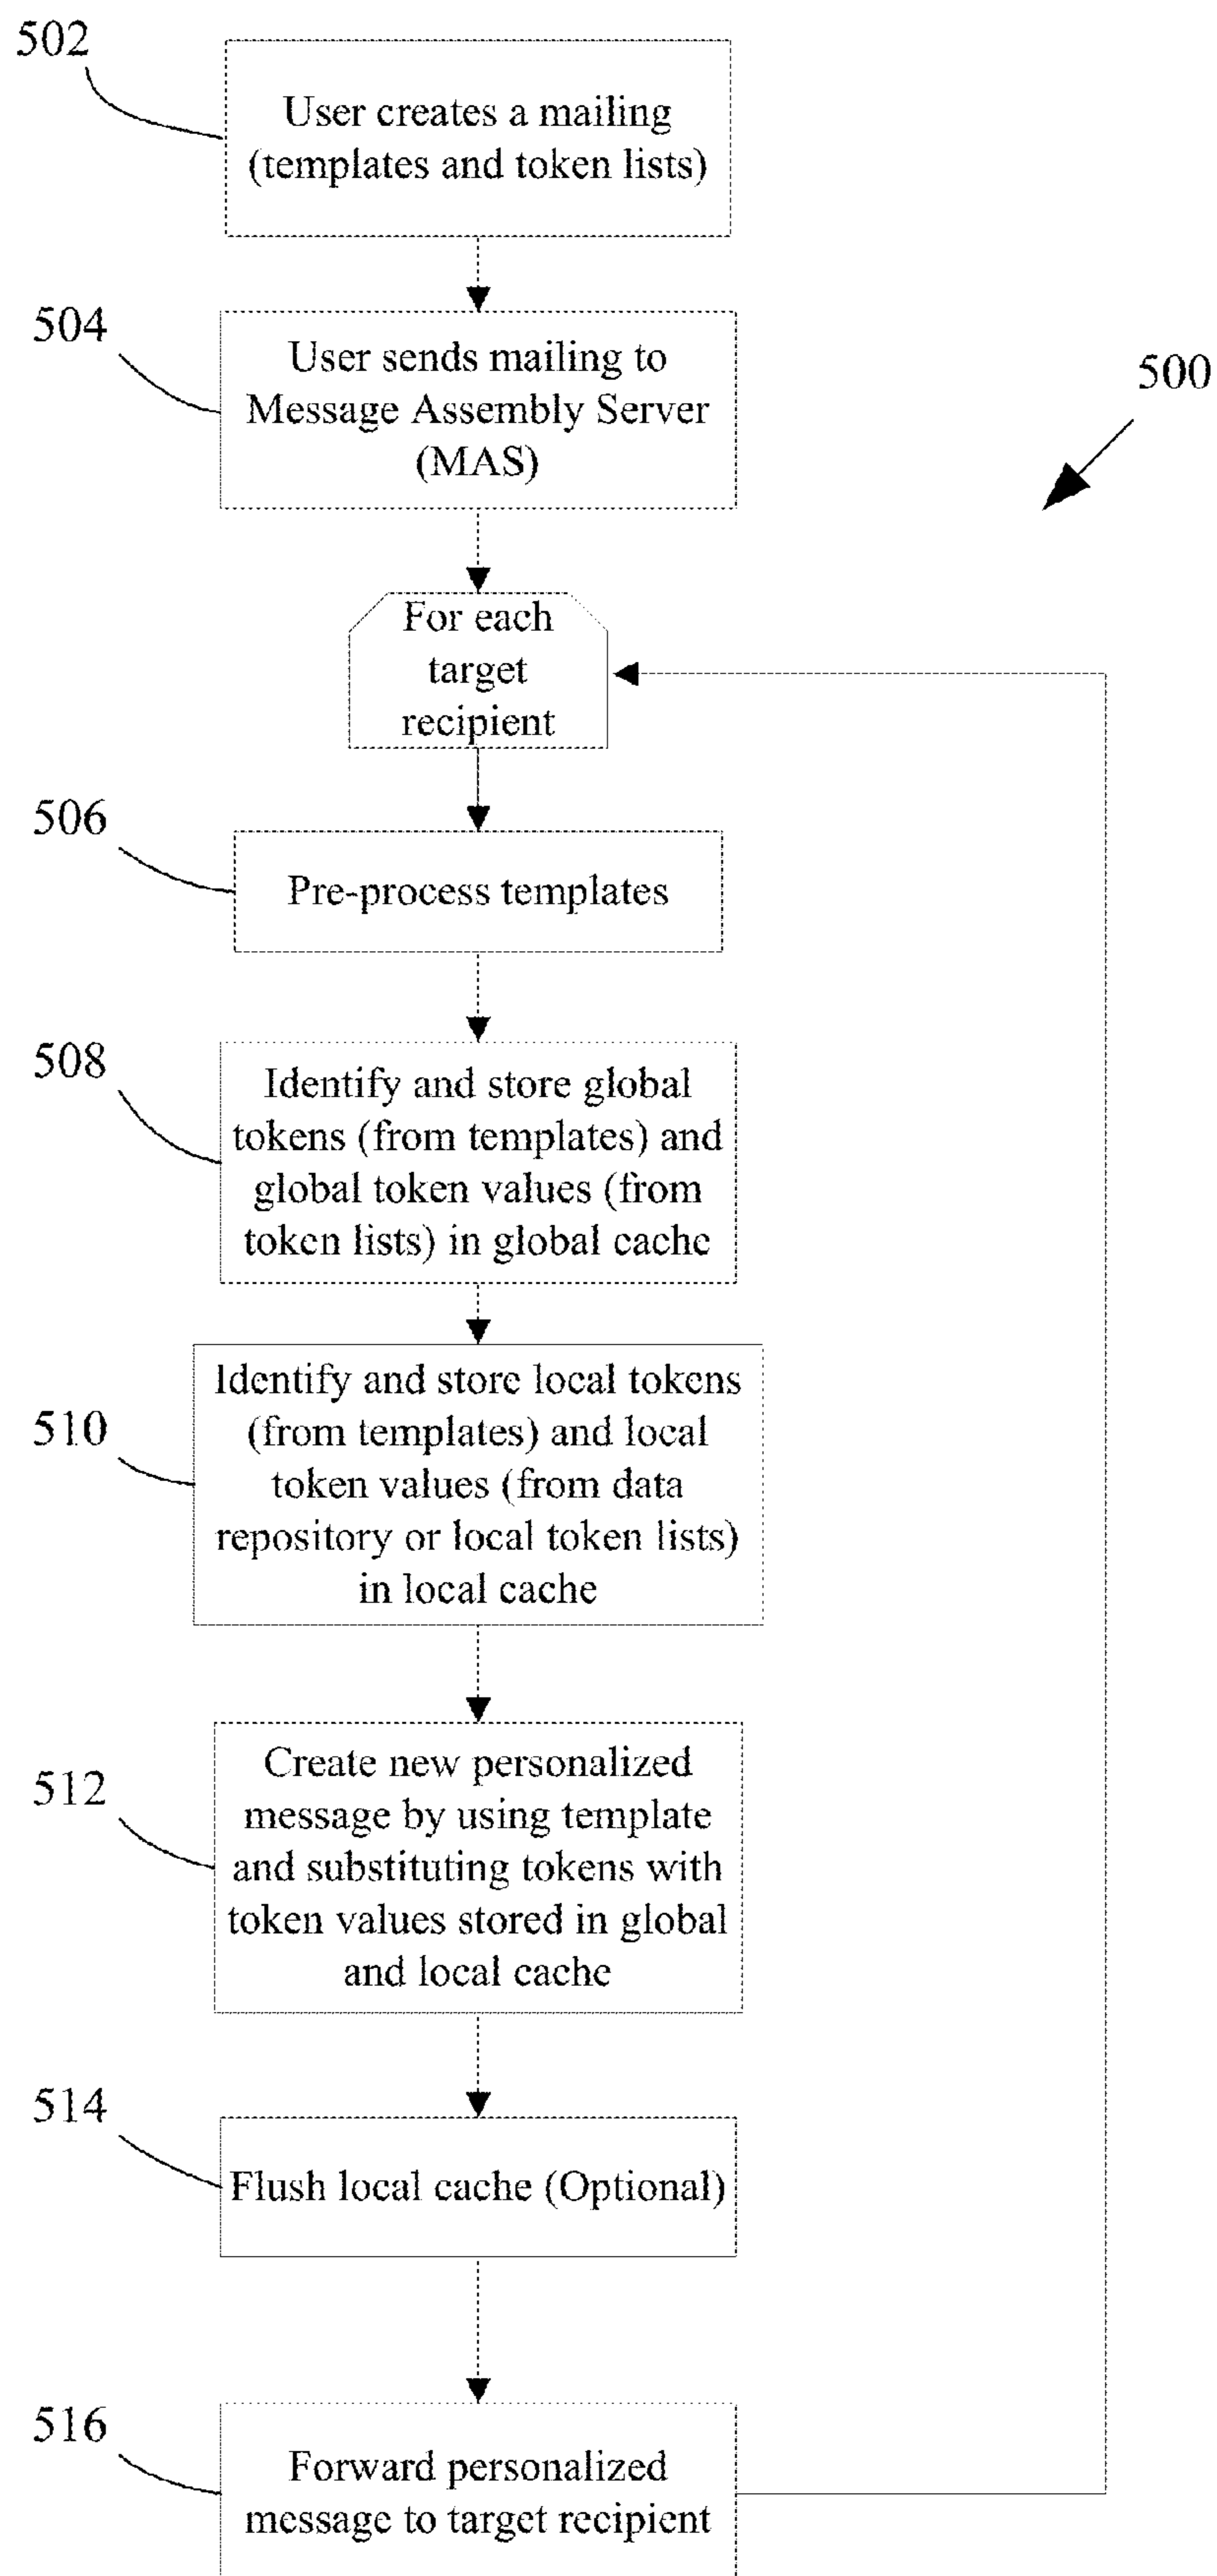 502
User creates a mailing
(templates and token lists)
504
User sends mailing to
Message Assembly Server
(MAS)
500
For each
target
recipient
506
Pre-process templates
508
Identify and store global
tokens (from templates) and
global token values (from
token lists) in global cache
510
Identify and store local tokens
(from templates) and local
token values (from data
repository or local token lists)
in local cache
512
Create new personalized
message by using template
and substituting tokens with
token values stored in global
and local cache
514
Flush local cache (Optional)
516
Forward personalized
message to target recipient